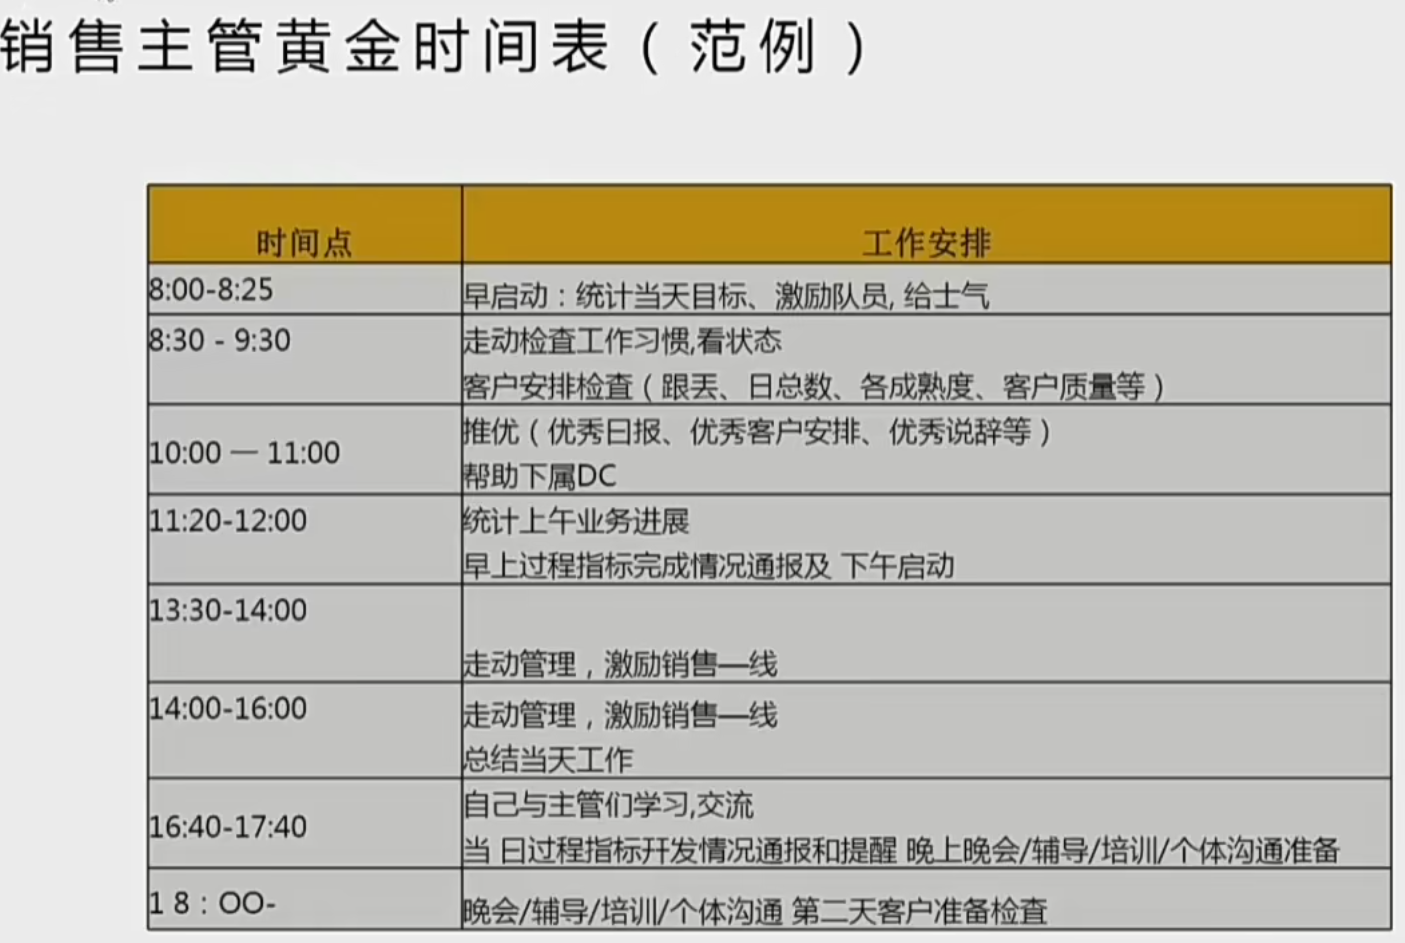 销售主管黄金时间表（范例）
时间点 工作安排
8:00-8:25 早启动：统计当天目标、激励队员, 给士气
8:30 - 9:30 走动检查工作习惯,看状态
客户安排检查（跟丢、日总数、各成熟度、客户质量等）
推优（优秀日报、优秀客户安排、优秀说辞等）
10:00 — 11:00
帮助下属DC
11:20-12:00 统计上午业务进展
早上过程指标完成情况通报及 下午启动
13:30-14:00
走动管理，激励销售—线
14:00-16:00 走动管理，激励销售—线
总结当天工作
自己与主管们学习,交流
16:40-17:40
当 日过程指标开发情况通报和提醒 晚上晚会/辅导/培训/个体沟通准备
1 8：OO- 晚会/辅导/培训/个体沟通 第二天客户准备检查